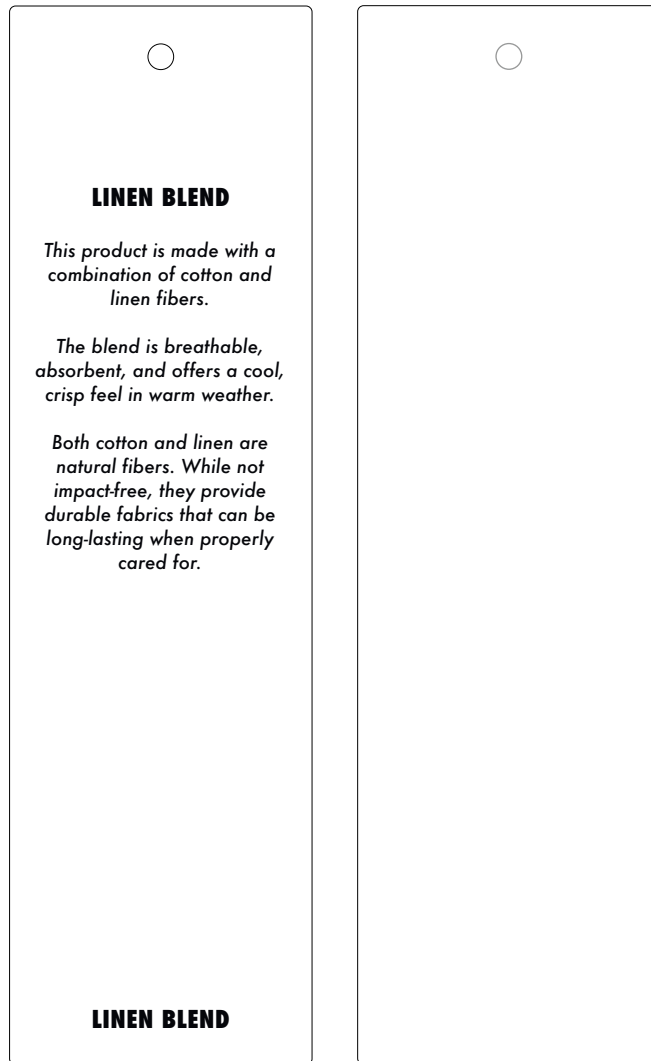 LINEN BLEND
This product is made with a
combination of cotton and
linen fibers.
The blend is breathable,
absorbent, and offers a cool,
crisp feel in warm weather.
Both cotton and linen are
natural fibers. While not
impact-free, they provide
durable fabrics that can be
long-lasting when properly
cared for.
LINEN BLEND